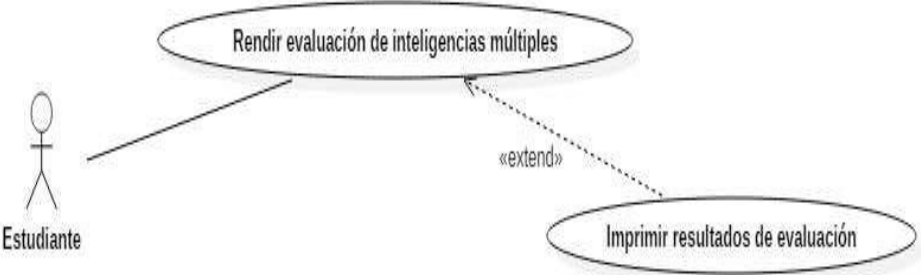 Rendir evaluación de inteligencias múltiples
«extend»
Estudiante
Imprimir resultados de evaluación